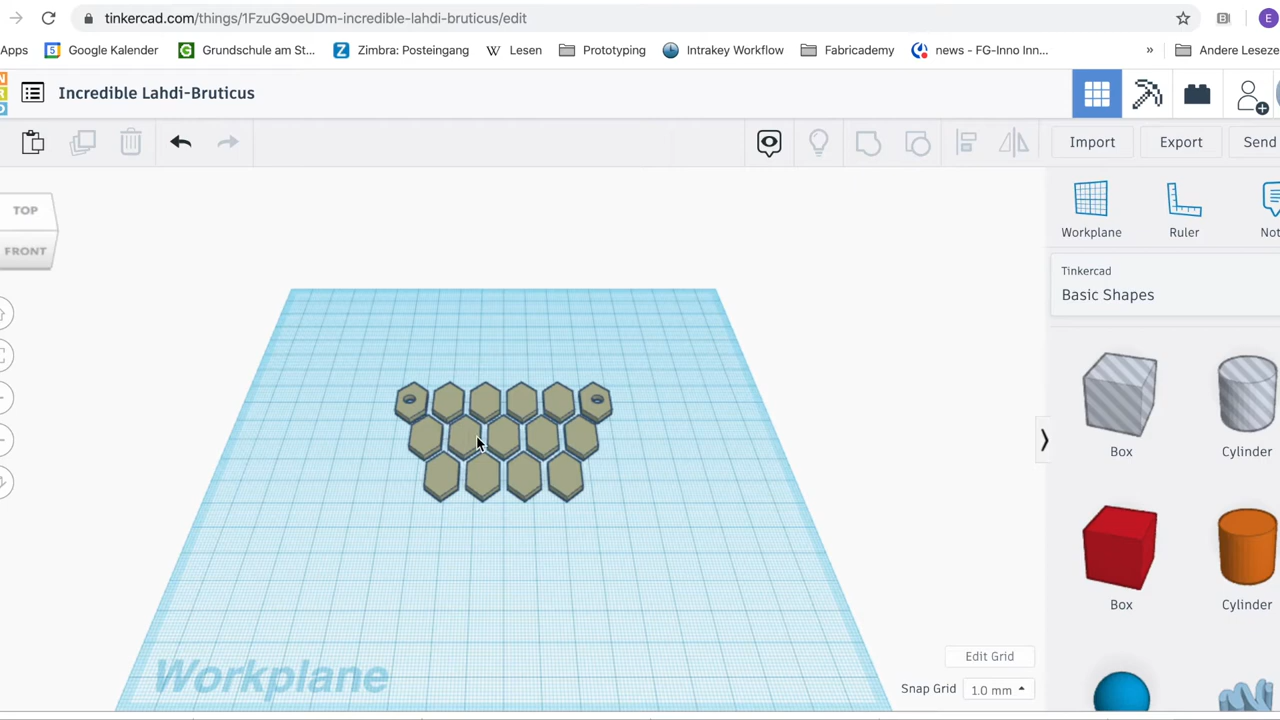 tinkercad.com/things/1FzuG9oeUDm-incredible-lahdi-bruticus/edit
E
Apps Google Kalender Grundschule am St... Zimbra: Posteingang Lesen Prototyping Intrakey Workflow Fabricademy news - FG-Inno Inn... » Andere Leseze
Incredible Lahdi-Bruticus
Import Export Send
TOP
FRONT
Workplane Ruler Not
Tinkercad
Basic Shapes
Box Cylinder
Box Cylinder
Workplane
Edit Grid
Snap Grid 1.0 mm